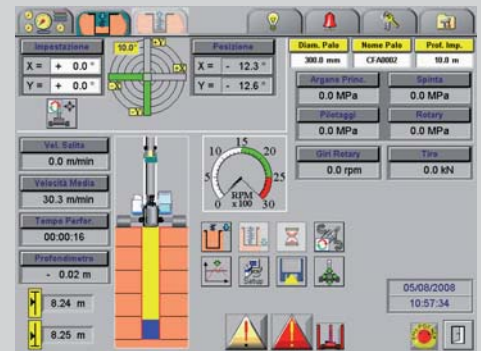 Impostazione
X = + 0.0 °
Y = + 0.0 °
10.0°
-X
+X
-Y
Posizione
X = - 12.3 °
Y = - 12.6 °
Diam. Palo
Nome Palo
Prof. Imp.
300.0 mm
CFA0002
10.0 m
Argano Princ.
Spinta
0.0 MPa
0.0 MPa
Pilotaggi
Rotary
0.0 MPa
0.0 MPa
Giri Rotary
Tiro
0.0 rpm
0.0 kN
Vel. Salita
0.0 m/min
Velocità Media
30.3 m/min
Tempo Perfor.
00:00:16
Profondimetro
- 0.02 m
8.24 m
8.25 m
0
5
10
15
20
25
30
RPM
x 100
Setup
05/08/2008
10:57:34